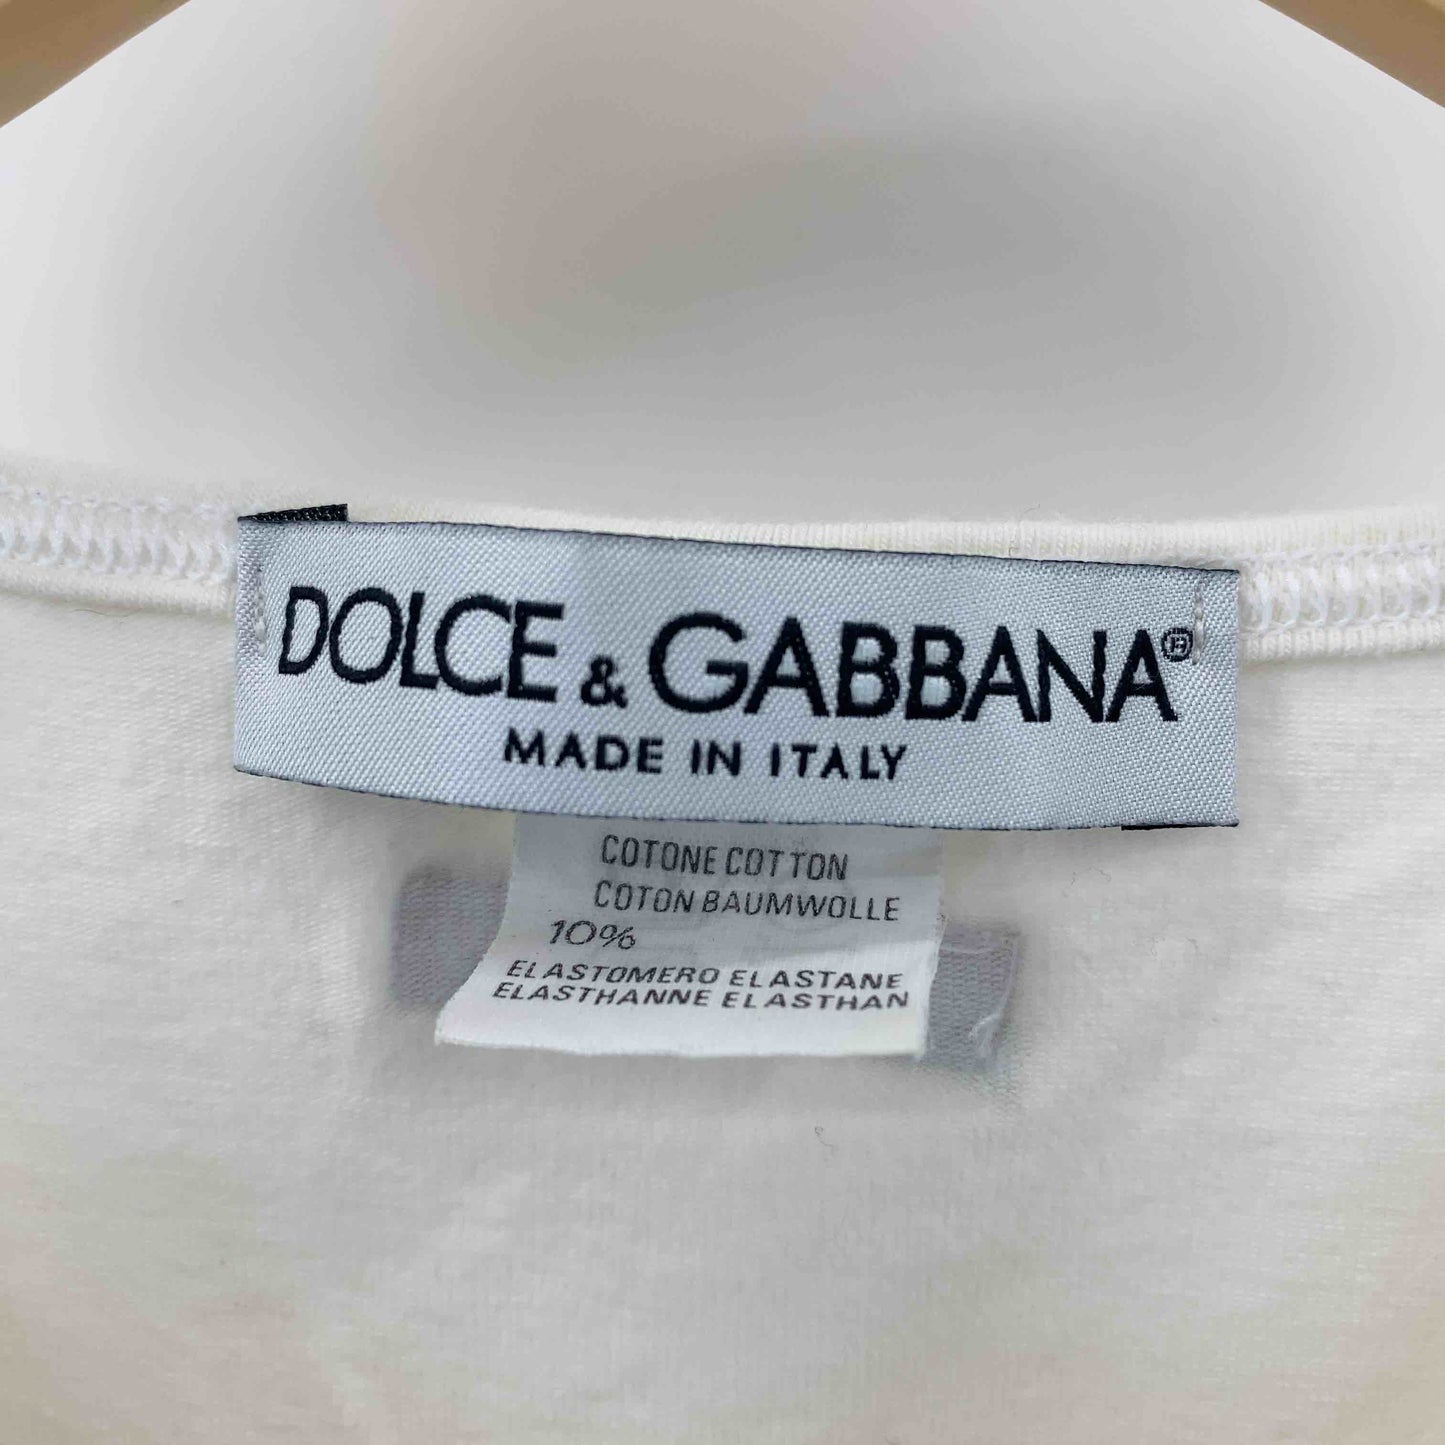 DOLCE & GABBANA®
MADE IN ITALY
COTONE COTTON
COTON BAUMWOLLE
10%
ELASTOMERO ELASTANE
ELASTHANNE ELASTHAN